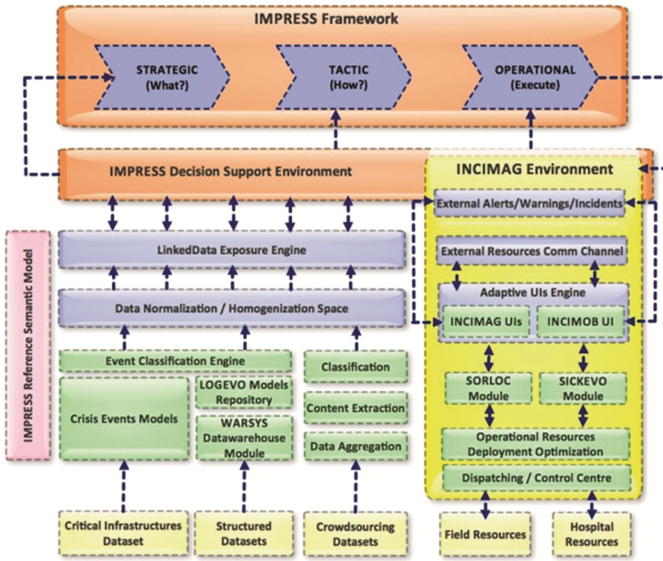 IMPRESS Framework
STRATEGIC
(What?)
TACTIC
(How?)
OPERATIONAL
(Execute)
IMPRESS Decision Support Environment
INCIMAG Environment
External Alerts/Warnings/Incidents
LinkedData Exposure Engine
External Resources Comm Channel
IMPRESS Reference Semantic Model
Data Normalization / Homogenization Space
Adaptive UIs Engine
INCIMAG UIs
INCIMOB UI
Event Classification Engine
Crisis Events Models
LOGEVO Models
Repository
WARSYS
Datawarehouse
Module
Classification
Content Extraction
Data Aggregation
SORLOC
Module
SICKEVO
Module
Operational Resources
Deployment Optimization
Dispatching / Control Centre
Critical Infrastructures
Dataset
Structured
Datasets
Crowdsourcing
Datasets
Field Resources
Hospital
Resources